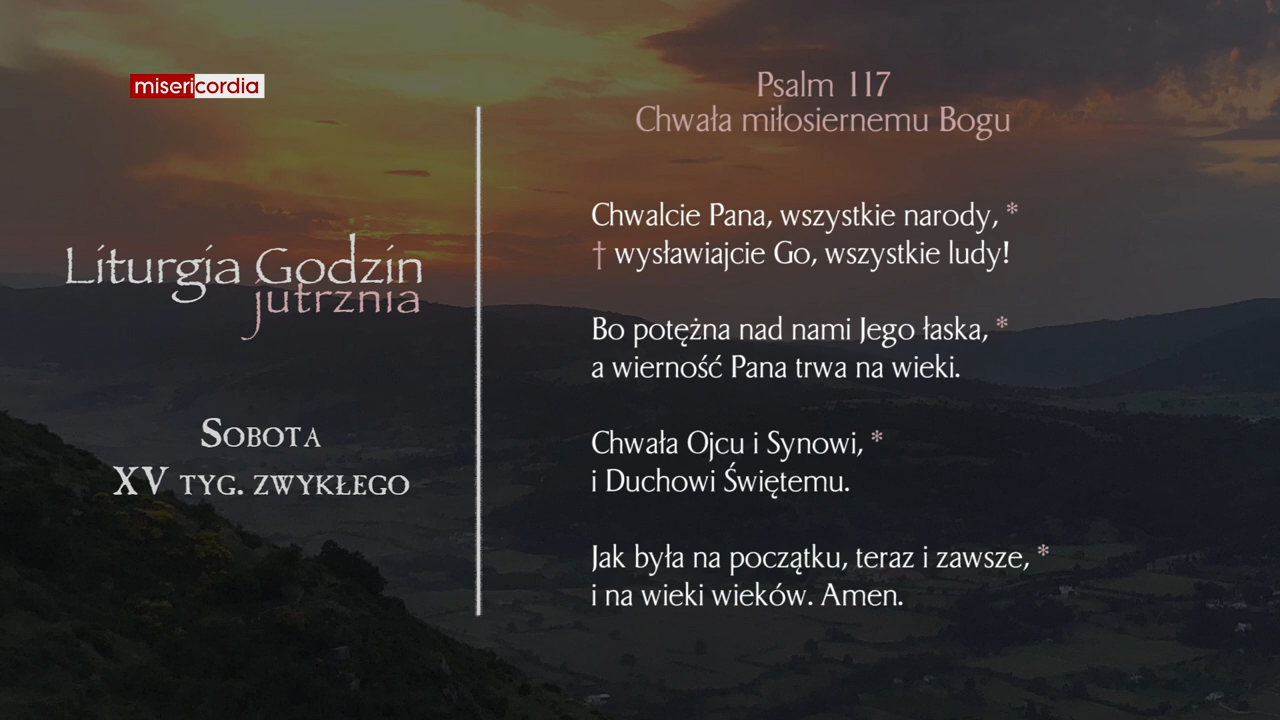 misericordia
Liturgia Godzin
jutrznia
Sobota
XV tyg. zwykłego
Psalm 117
Chwała miłosiernemu Bogu
Chwalcie Pana, wszystkie narody, *
† wysławiajcie Go, wszystkie ludy!
Bo potężna nad nami Jego łaska, *
a wierność Pana trwa na wieki.
Chwała Ojcu i Synowi, *
i Duchowi Świętemu.
Jak była na początku, teraz i zawsze, *
i na wieki wieków. Amen.